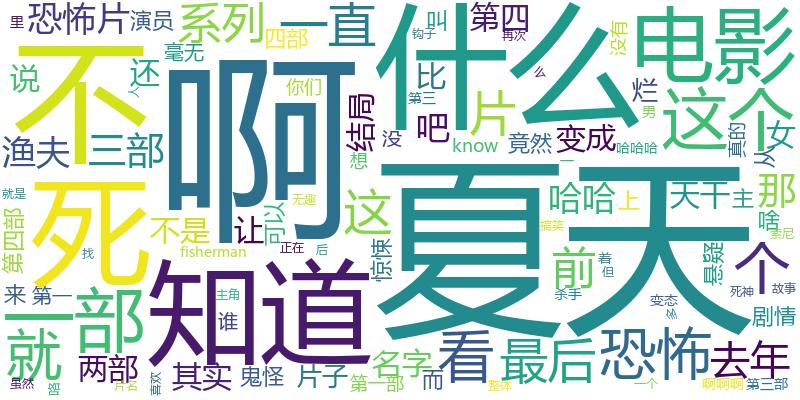 恐怖片
演员
系列
一直
叫
第四
钩子
再次
没有
里
毫无
四部
什么
电影
不
说
还
人
啊
你们
比
第三
么
烂
这个
渔夫
三部
结局
没
吧
片
男
know
竟然
变成
哈哈哈
真的
从
女
就是
死
想
一
无趣
不是
让
可以
这
夏天
哈哈
上
天干
主
那
啥
第四部
fisherman
正在
后
惊悚
前
搞笑
着
但
悬疑
索尼
个
找
来
第一
一部
知道
主角
谁
看
最后
杀手
恐怖
变态
多
死神
故事
剧情
就
两部
其实
鬼怪
片子
名字
第一部
而
去年
虽然
片名
喜欢
整体
一个
啊啊啊
第三部